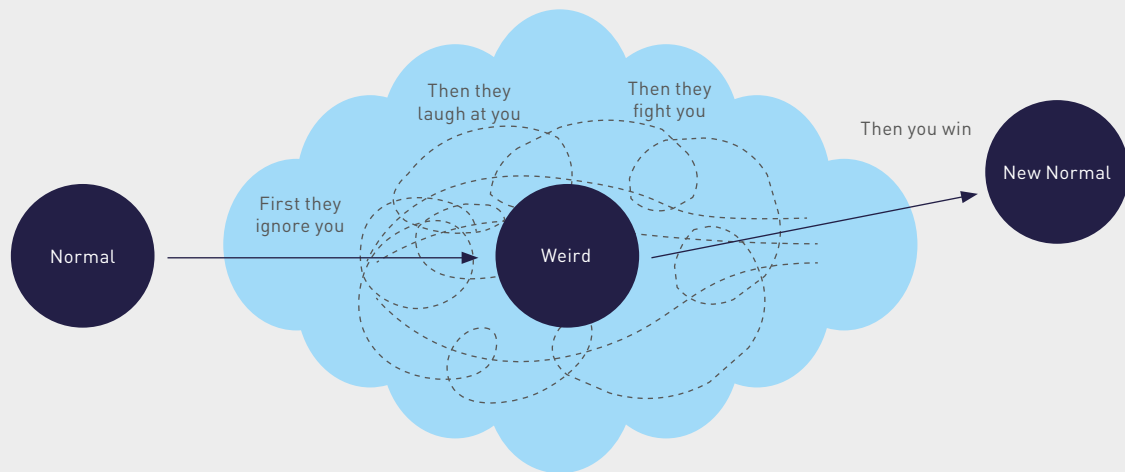 Then they
laugh at you
Then they
fight you
Then you win
New Normal
First they
ignore you
Normal
Weird